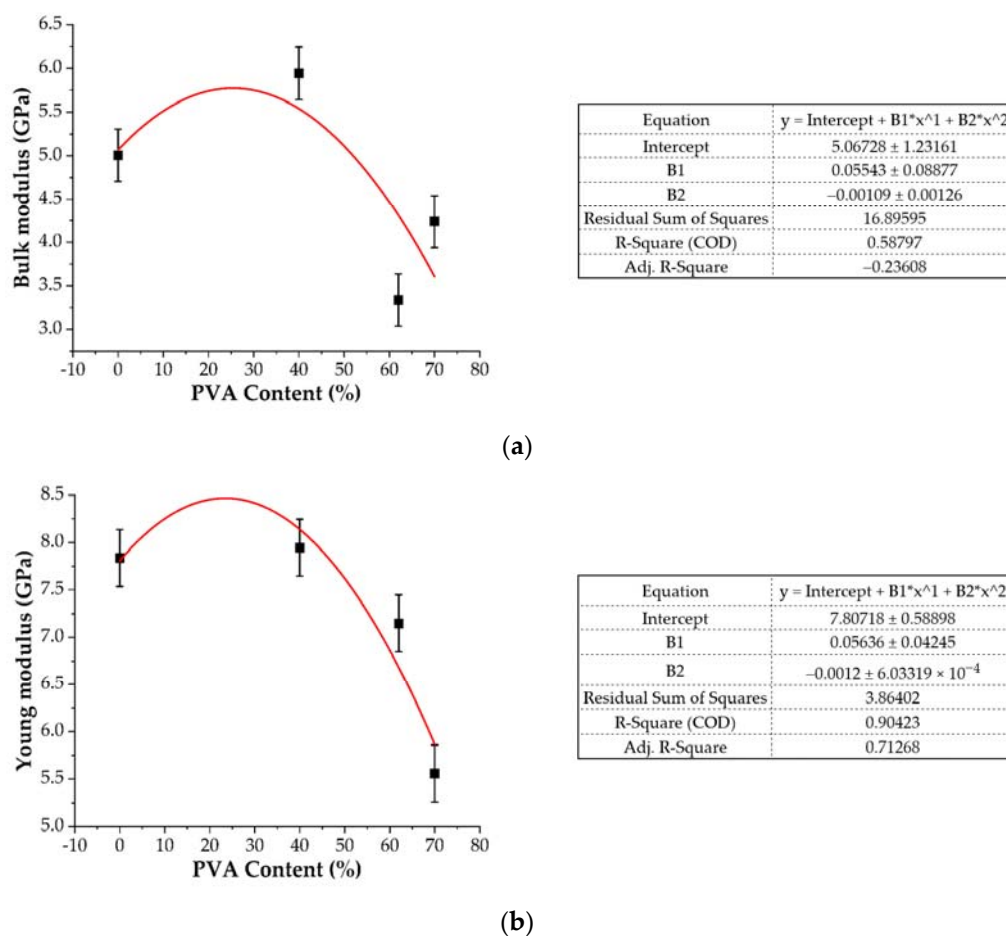 6.5
6.0
5.5
5.0
4.5
4.0
3.5
3.0
Bulk modulus (GPa)
-10 0 10 20 30 40 50 60 70 80
PVA Content (%)
Equation y = Intercept + B1*x^1 + B2*x^2
Intercept 5.06728 ± 1.23161
B1 0.05543 ± 0.08877
B2 −0.00109 ± 0.00126
Residual Sum of Squares 16.89595
R-Square (COD) 0.58797
Adj. R-Square −0.23608
(a)
8.5
8.0
7.5
7.0
6.5
6.0
5.5
5.0
Young modulus (GPa)
-10 0 10 20 30 40 50 60 70 80
PVA Content (%)
Equation y = Intercept + B1*x^1 + B2*x^2
Intercept 7.80718 ± 0.58898
B1 0.05636 ± 0.04245
B2 −0.0012 ± 6.03319 × 10⁻⁴
Residual Sum of Squares 3.86402
R-Square (COD) 0.90423
Adj. R-Square 0.71268
(b)